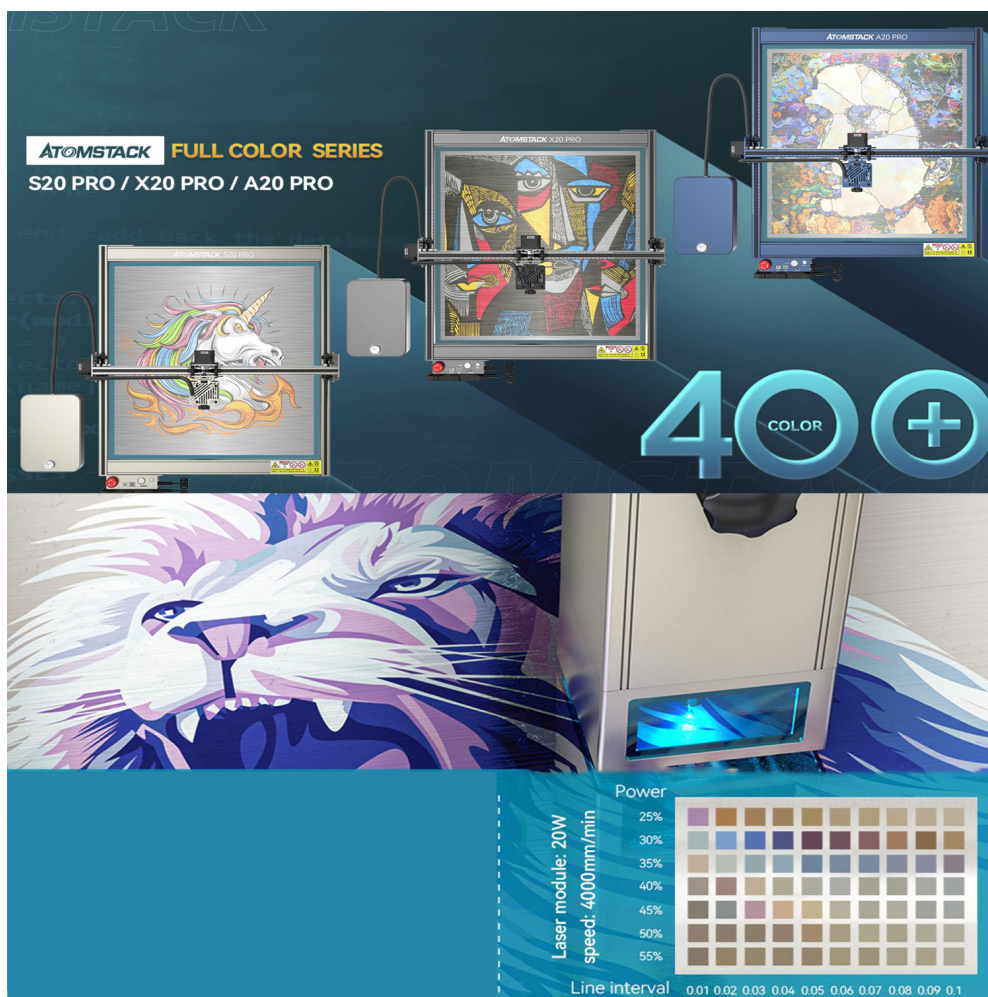 ATOMSTACK
ATOMSTACK FULL COLOR SERIES
S20 PRO / X20 PRO / A20 PRO
ATOMSTACK A20 PRO
ATOMSTACK X20 PRO
ATOMSTACK S20 PRO
400+
COLOR
ATOMSTACK
Laser module: 20W
speed: 4000mm/min
Power
25%
30%
35%
40%
45%
50%
55%
Line interval 0.01 0.02 0.03 0.04 0.05 0.06 0.07 0.08 0.09 0.1